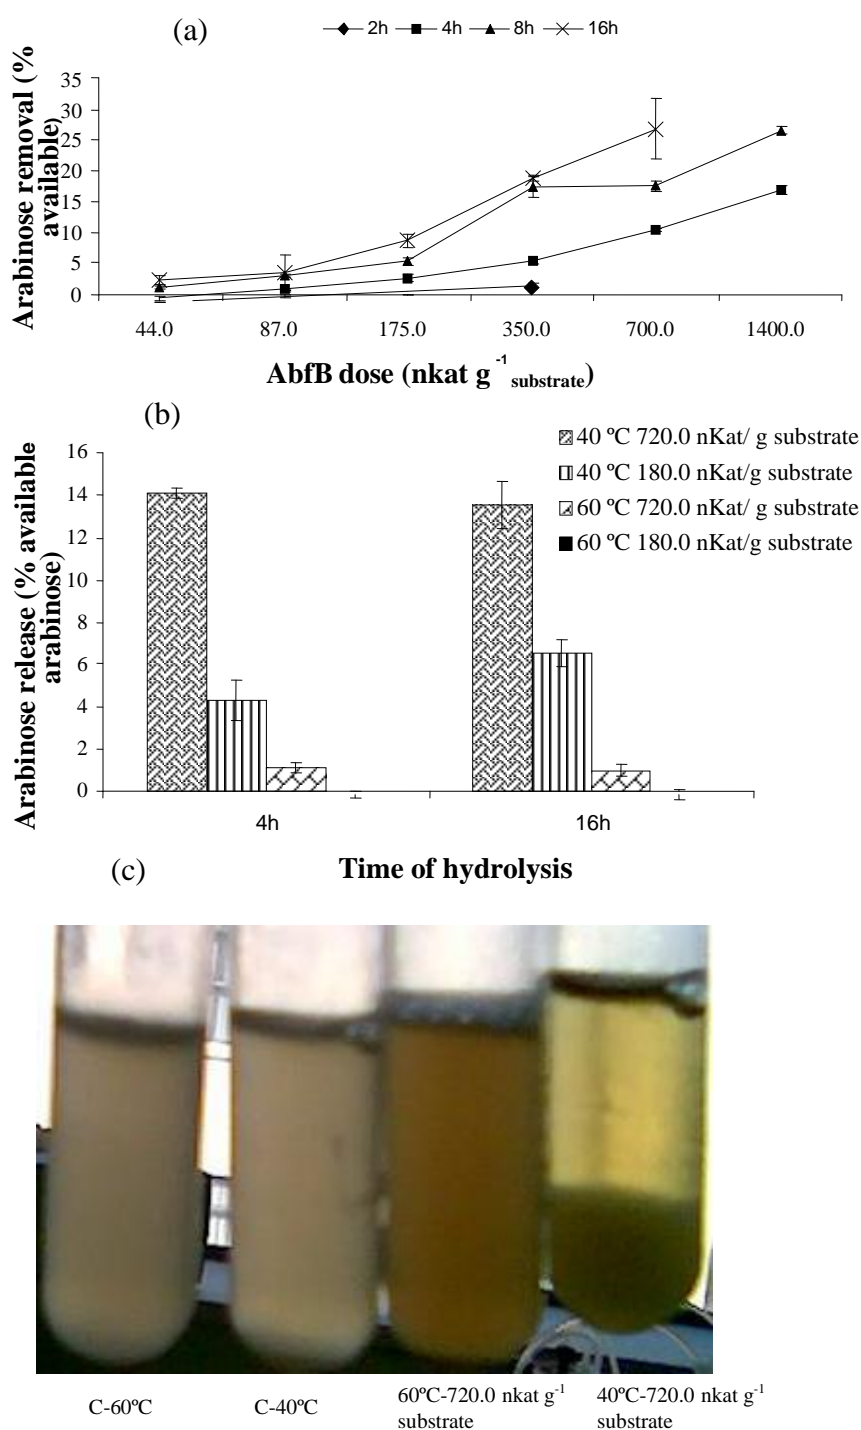 (a)
2h 4h 8h 16h
Arabinose removal (% available)
35
30
25
20
15
10
5
0
44.0 87.0 175.0 350.0 700.0 1400.0
AbfB dose (nkat g-1 substrate)
(b)
40 ºC 720.0 nKat/ g substrate
40 ºC 180.0 nKat/g substrate
60 ºC 720.0 nKat/ g substrate
60 ºC 180.0 nKat/g substrate
Arabinose release (% available
arabinose)
16
14
12
10
8
6
4
2
0
4h 16h
Time of hydrolysis
(c)
C-60ºC
C-40ºC
60ºC-720.0 nkat g-1
substrate
40ºC-720.0 nkat g-1
substrate